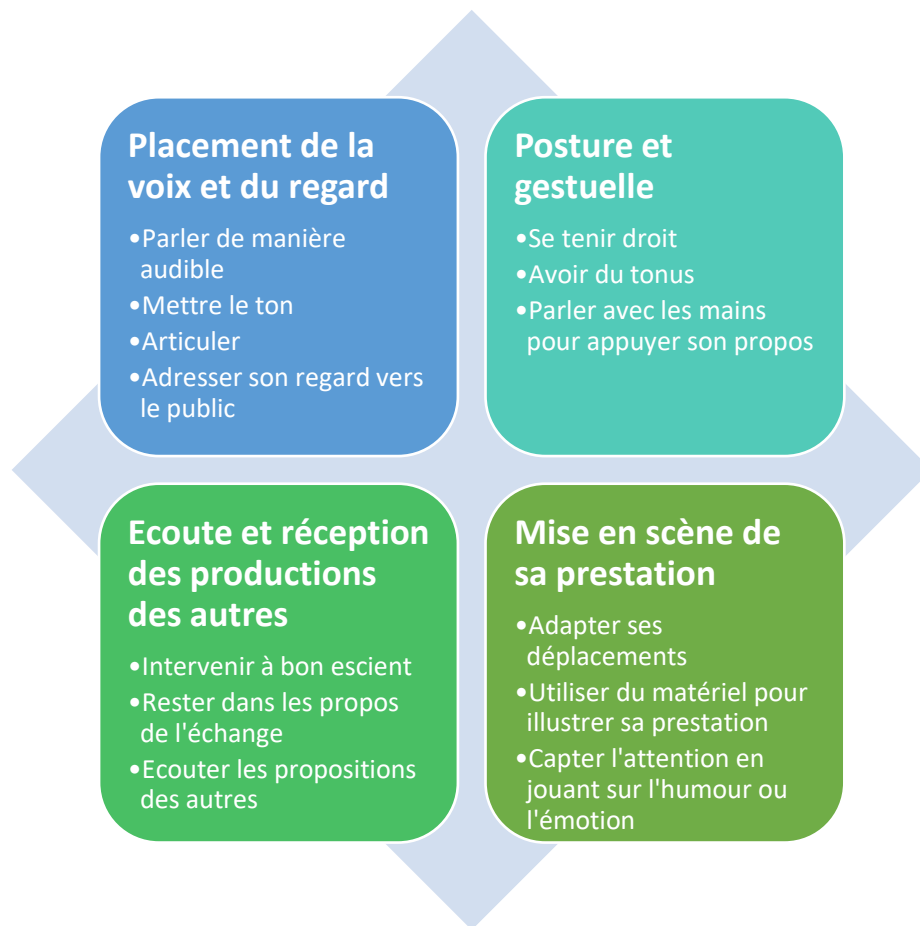 Placement de la
voix et du regard
•Parler de manière
audible
•Mettre le ton
•Articuler
•Adresser son regard vers
le public
Posture et
gestuelle
•Se tenir droit
•Avoir du tonus
•Parler avec les mains
pour appuyer son propos
Ecoute et réception
des productions
des autres
•Intervenir à bon escient
•Rester dans les propos
de l'échange
•Ecouter les propositions
des autres
Mise en scène de
sa prestation
•Adapter ses
déplacements
•Utiliser du matériel pour
illustrer sa prestation
•Capter l'attention en
jouant sur l'humour ou
l'émotion